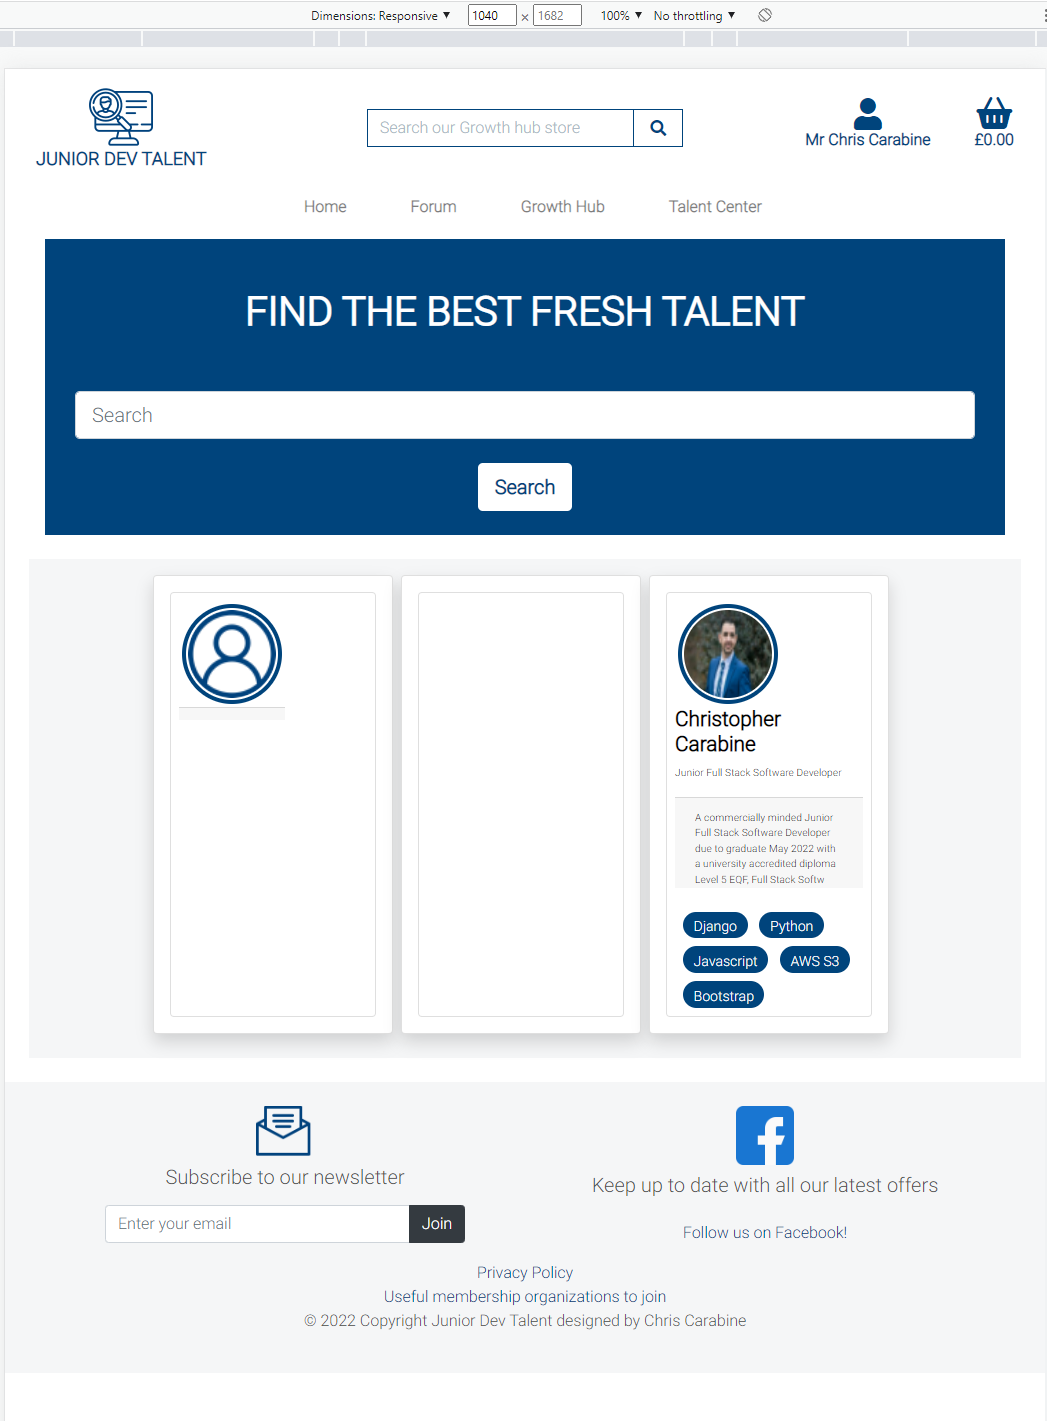 Dimensions: Responsive ▼ 1040 × 1682 100% ▼ No throttling ▼
JUNIOR DEV TALENT
Search our Growth hub store
Mr Chris Carabine
£0.00
Home Forum Growth Hub Talent Center
FIND THE BEST FRESH TALENT
Search
Search
Christopher
Carabine
Junior Full Stack Software Developer
A commercially minded Junior
Full Stack Software Developer
due to graduate May 2022 with
a university accredited diploma
Level 5 EQF, Full Stack Softw
Django Python
Javascript AWS S3
Bootstrap
Subscribe to our newsletter
Enter your email Join
Keep up to date with all our latest offers
Follow us on Facebook!
Privacy Policy
Useful membership organizations to join
© 2022 Copyright Junior Dev Talent designed by Chris Carabine